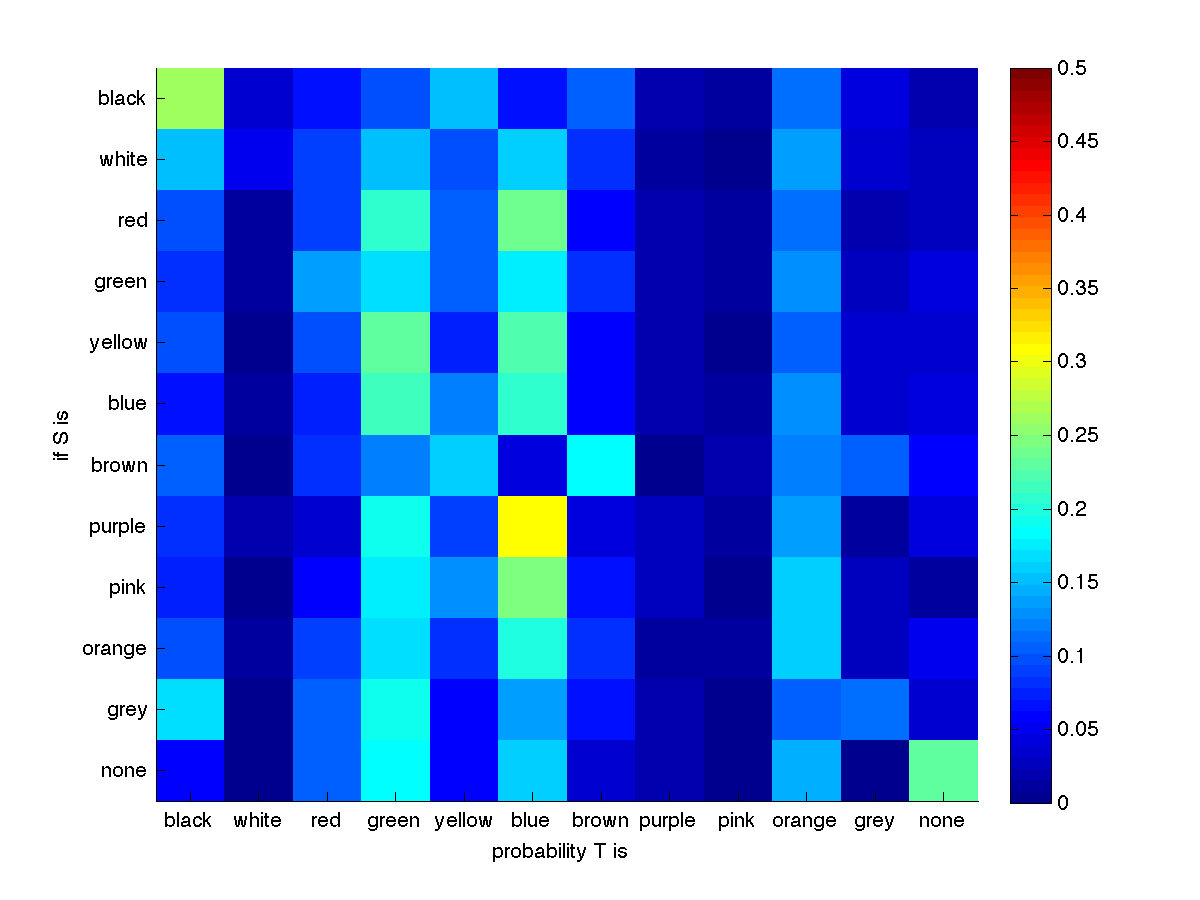 black
white
red
green
yellow
blue
brown
purple
pink
orange
grey
none
if S is
black white red green yellow blue brown purple pink orange grey none
probability T is
0.5
0.45
0.4
0.35
0.3
0.25
0.2
0.15
0.1
0.05
0